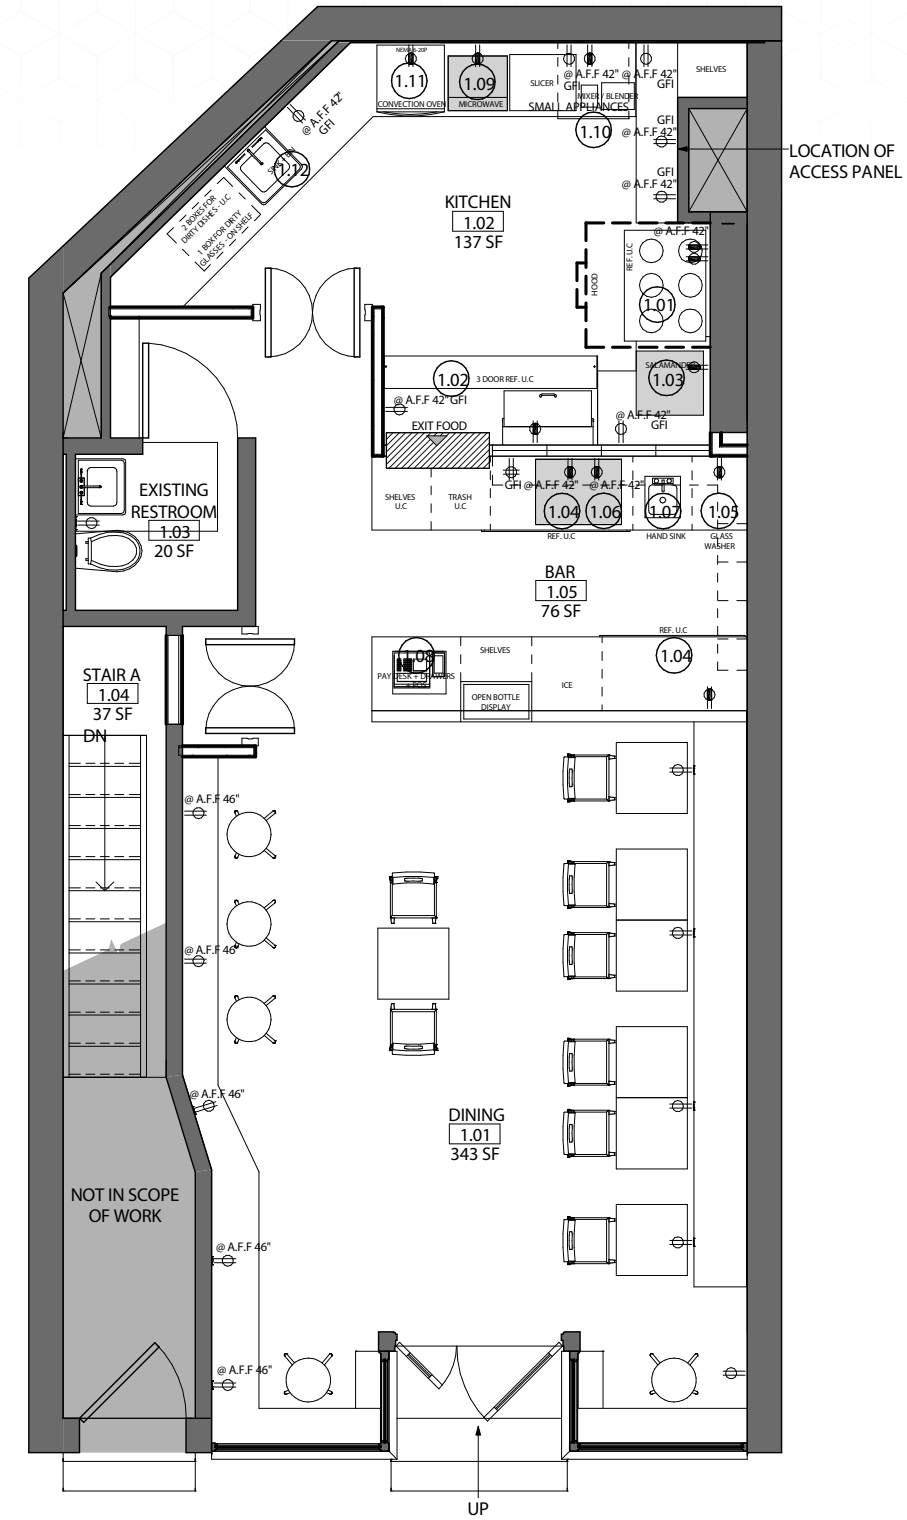 NEMA 6-20P
1.11
CONVECTION OVEN
1.09
MICROWAVE
SLICER
@ A.F.F 42"
GFI
@ A.F.F 42"
GFI
MIXER / BLENDER
SMALL APPLIANCES
1.10
SHELVES
@ A.F.F 42"
GFI
1.12
2 BOXES FOR
DIRTY DISHES - U.C
1 BOX FOR DIRTY
GLASSES - ON SHELF
GFI
@ A.F.F 42"
GFI
@ A.F.F 42"
LOCATION OF
ACCESS PANEL
KITCHEN
1.02
137 SF
@ A.F.F 42"
HOOD
REF. U.C
1.01
SALAMANDER
1.03
1.02
3 DOOR REF. U.C
@ A.F.F 42" GFI
@ A.F.F 42"
GFI
EXIT FOOD
EXISTING
RESTROOM
1.03
20 SF
SHELVES
U.C
TRASH
U.C
GFI @ A.F.F 42"
@ A.F.F 42"
1.04
1.06
1.07
1.05
REF. U.C
HAND SINK
GLASS
WASHER
BAR
1.05
76 SF
REF. U.C
1.08
SHELVES
1.04
PAY DESK + DRAWERS
ICE
OPEN BOTTLE
DISPLAY
STAIR A
1.04
37 SF
DN
@ A.F.F 46"
@ A.F.F 46"
@ A.F.F 46"
DINING
1.01
343 SF
NOT IN SCOPE
OF WORK
@ A.F.F 46"
@ A.F.F 46"
UP